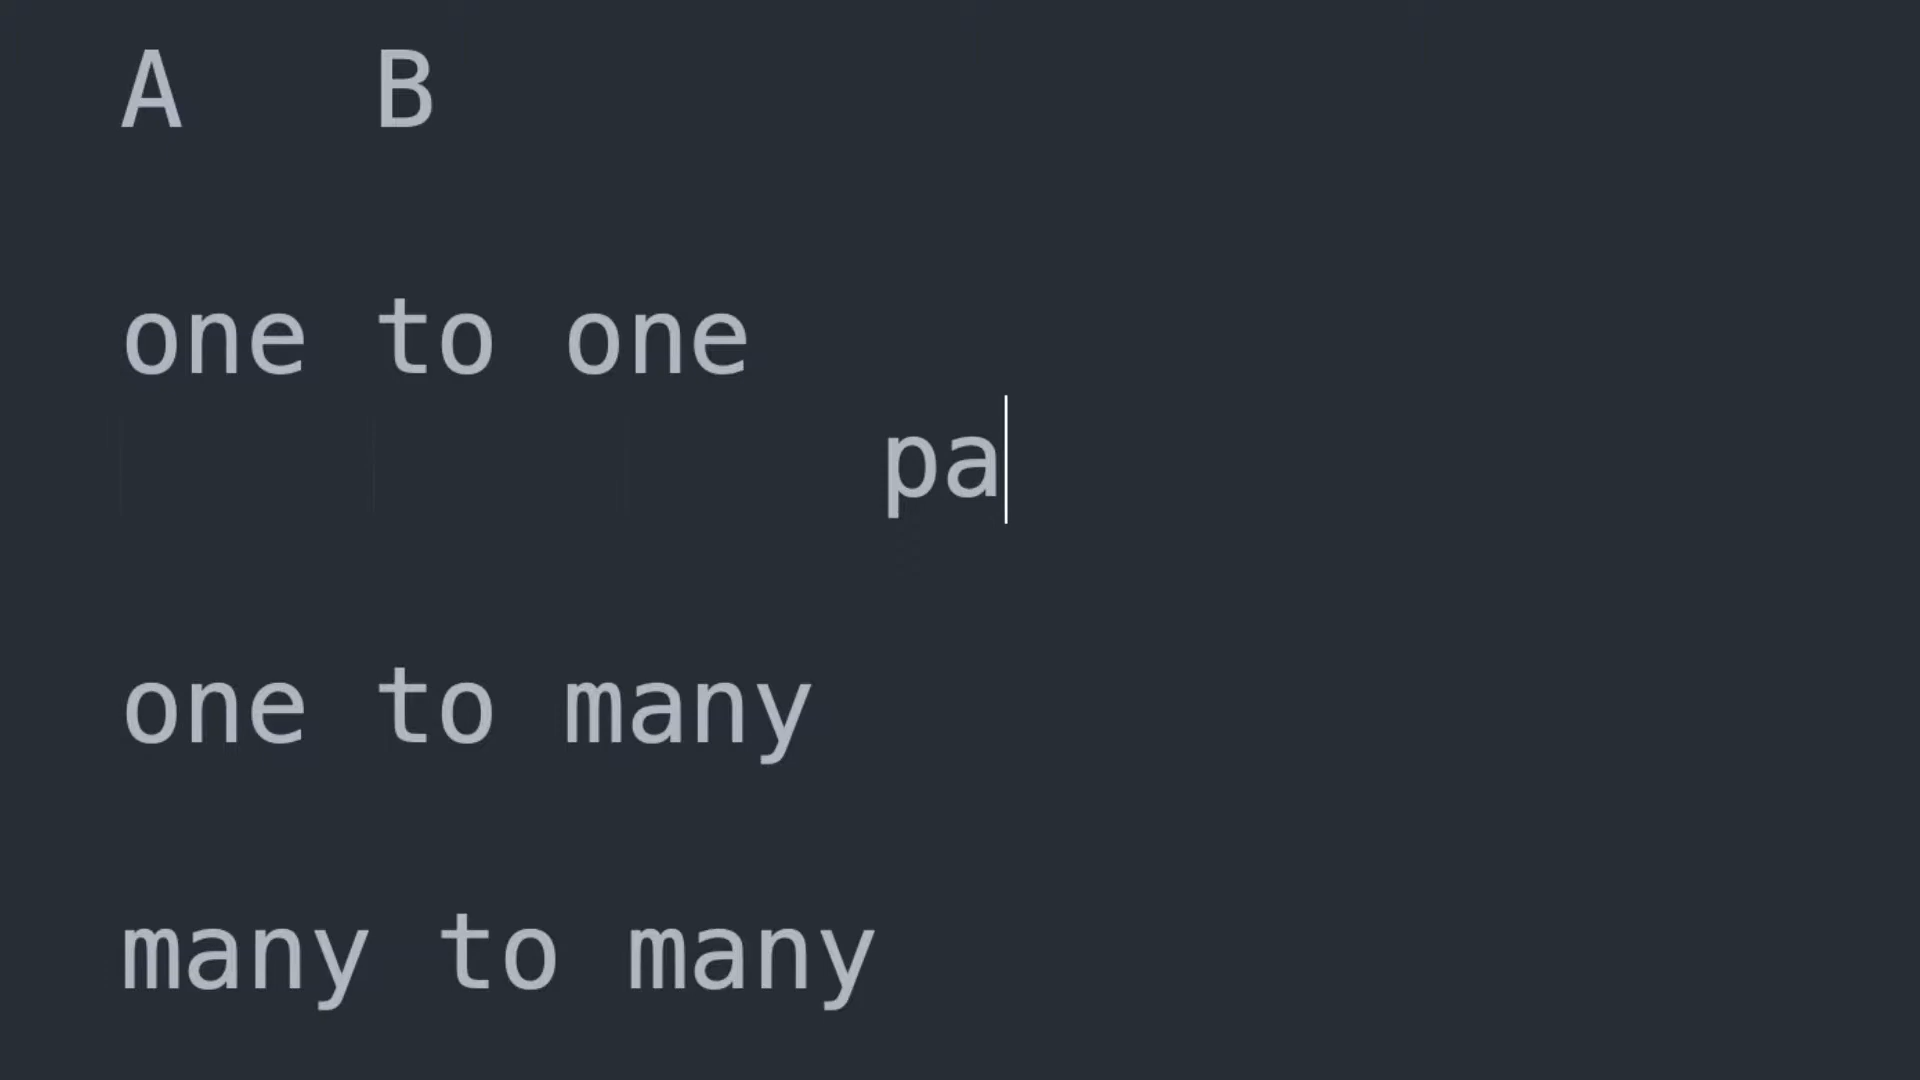 A B
one to one
pa
one to many
many to many